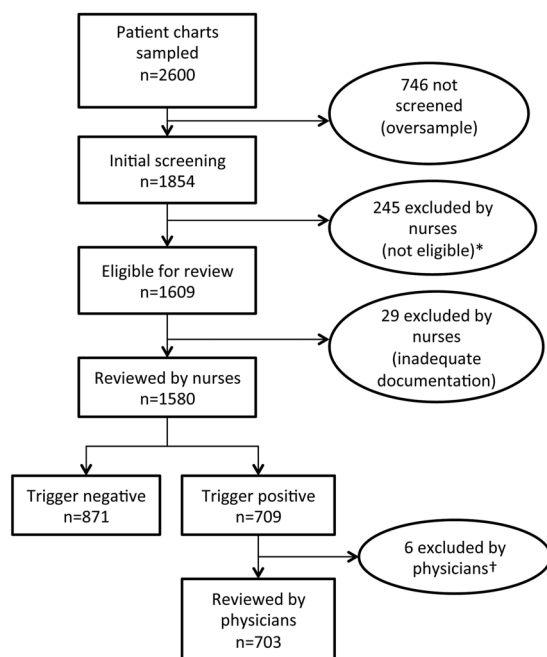 Patient charts
sampled
n=2600
746 not
screened
(oversample)
Initial screening
n=1854
245 excluded by
nurses
(not eligible)*
Eligible for review
n=1609
29 excluded by
nurses
(inadequate
documentation)
Reviewed by nurses
n=1580
Trigger negative
n=871
Trigger positive
n=709
6 excluded by
physicians†
Reviewed by
physicians
n=703